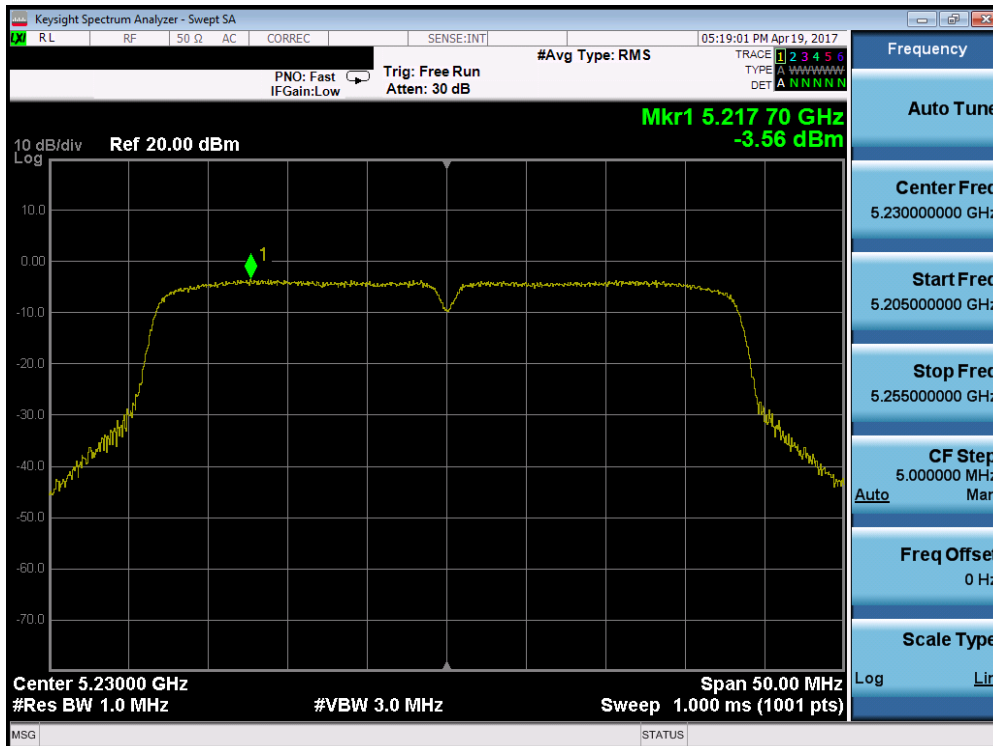 Keysight Spectrum Analyzer - Swept SA
LXI RL RF 50 Ω AC CORREC SENSE:INT 05:19:01 PM Apr 19, 2017
PNO: Fast
IFGain:Low
Trig: Free Run
Atten: 30 dB
#Avg Type: RMS
TRACE 1 2 3 4 5 6
TYPE A WWWWW
DET A N N N N N
Mkr1 5.217 70 GHz
-3.56 dBm
10 dB/div
Log
Ref 20.00 dBm
1
10.0
0.00
-10.0
-20.0
-30.0
-40.0
-50.0
-60.0
-70.0
Center 5.23000 GHz
#Res BW 1.0 MHz
#VBW 3.0 MHz
Span 50.00 MHz
Sweep 1.000 ms (1001 pts)
MSG
STATUS
Frequency
Auto Tune
Center Freq
5.230000000 GHz
Start Freq
5.205000000 GHz
Stop Freq
5.255000000 GHz
CF Step
5.000000 MHz
Auto Man
Freq Offset
0 Hz
Scale Type
Log Lin